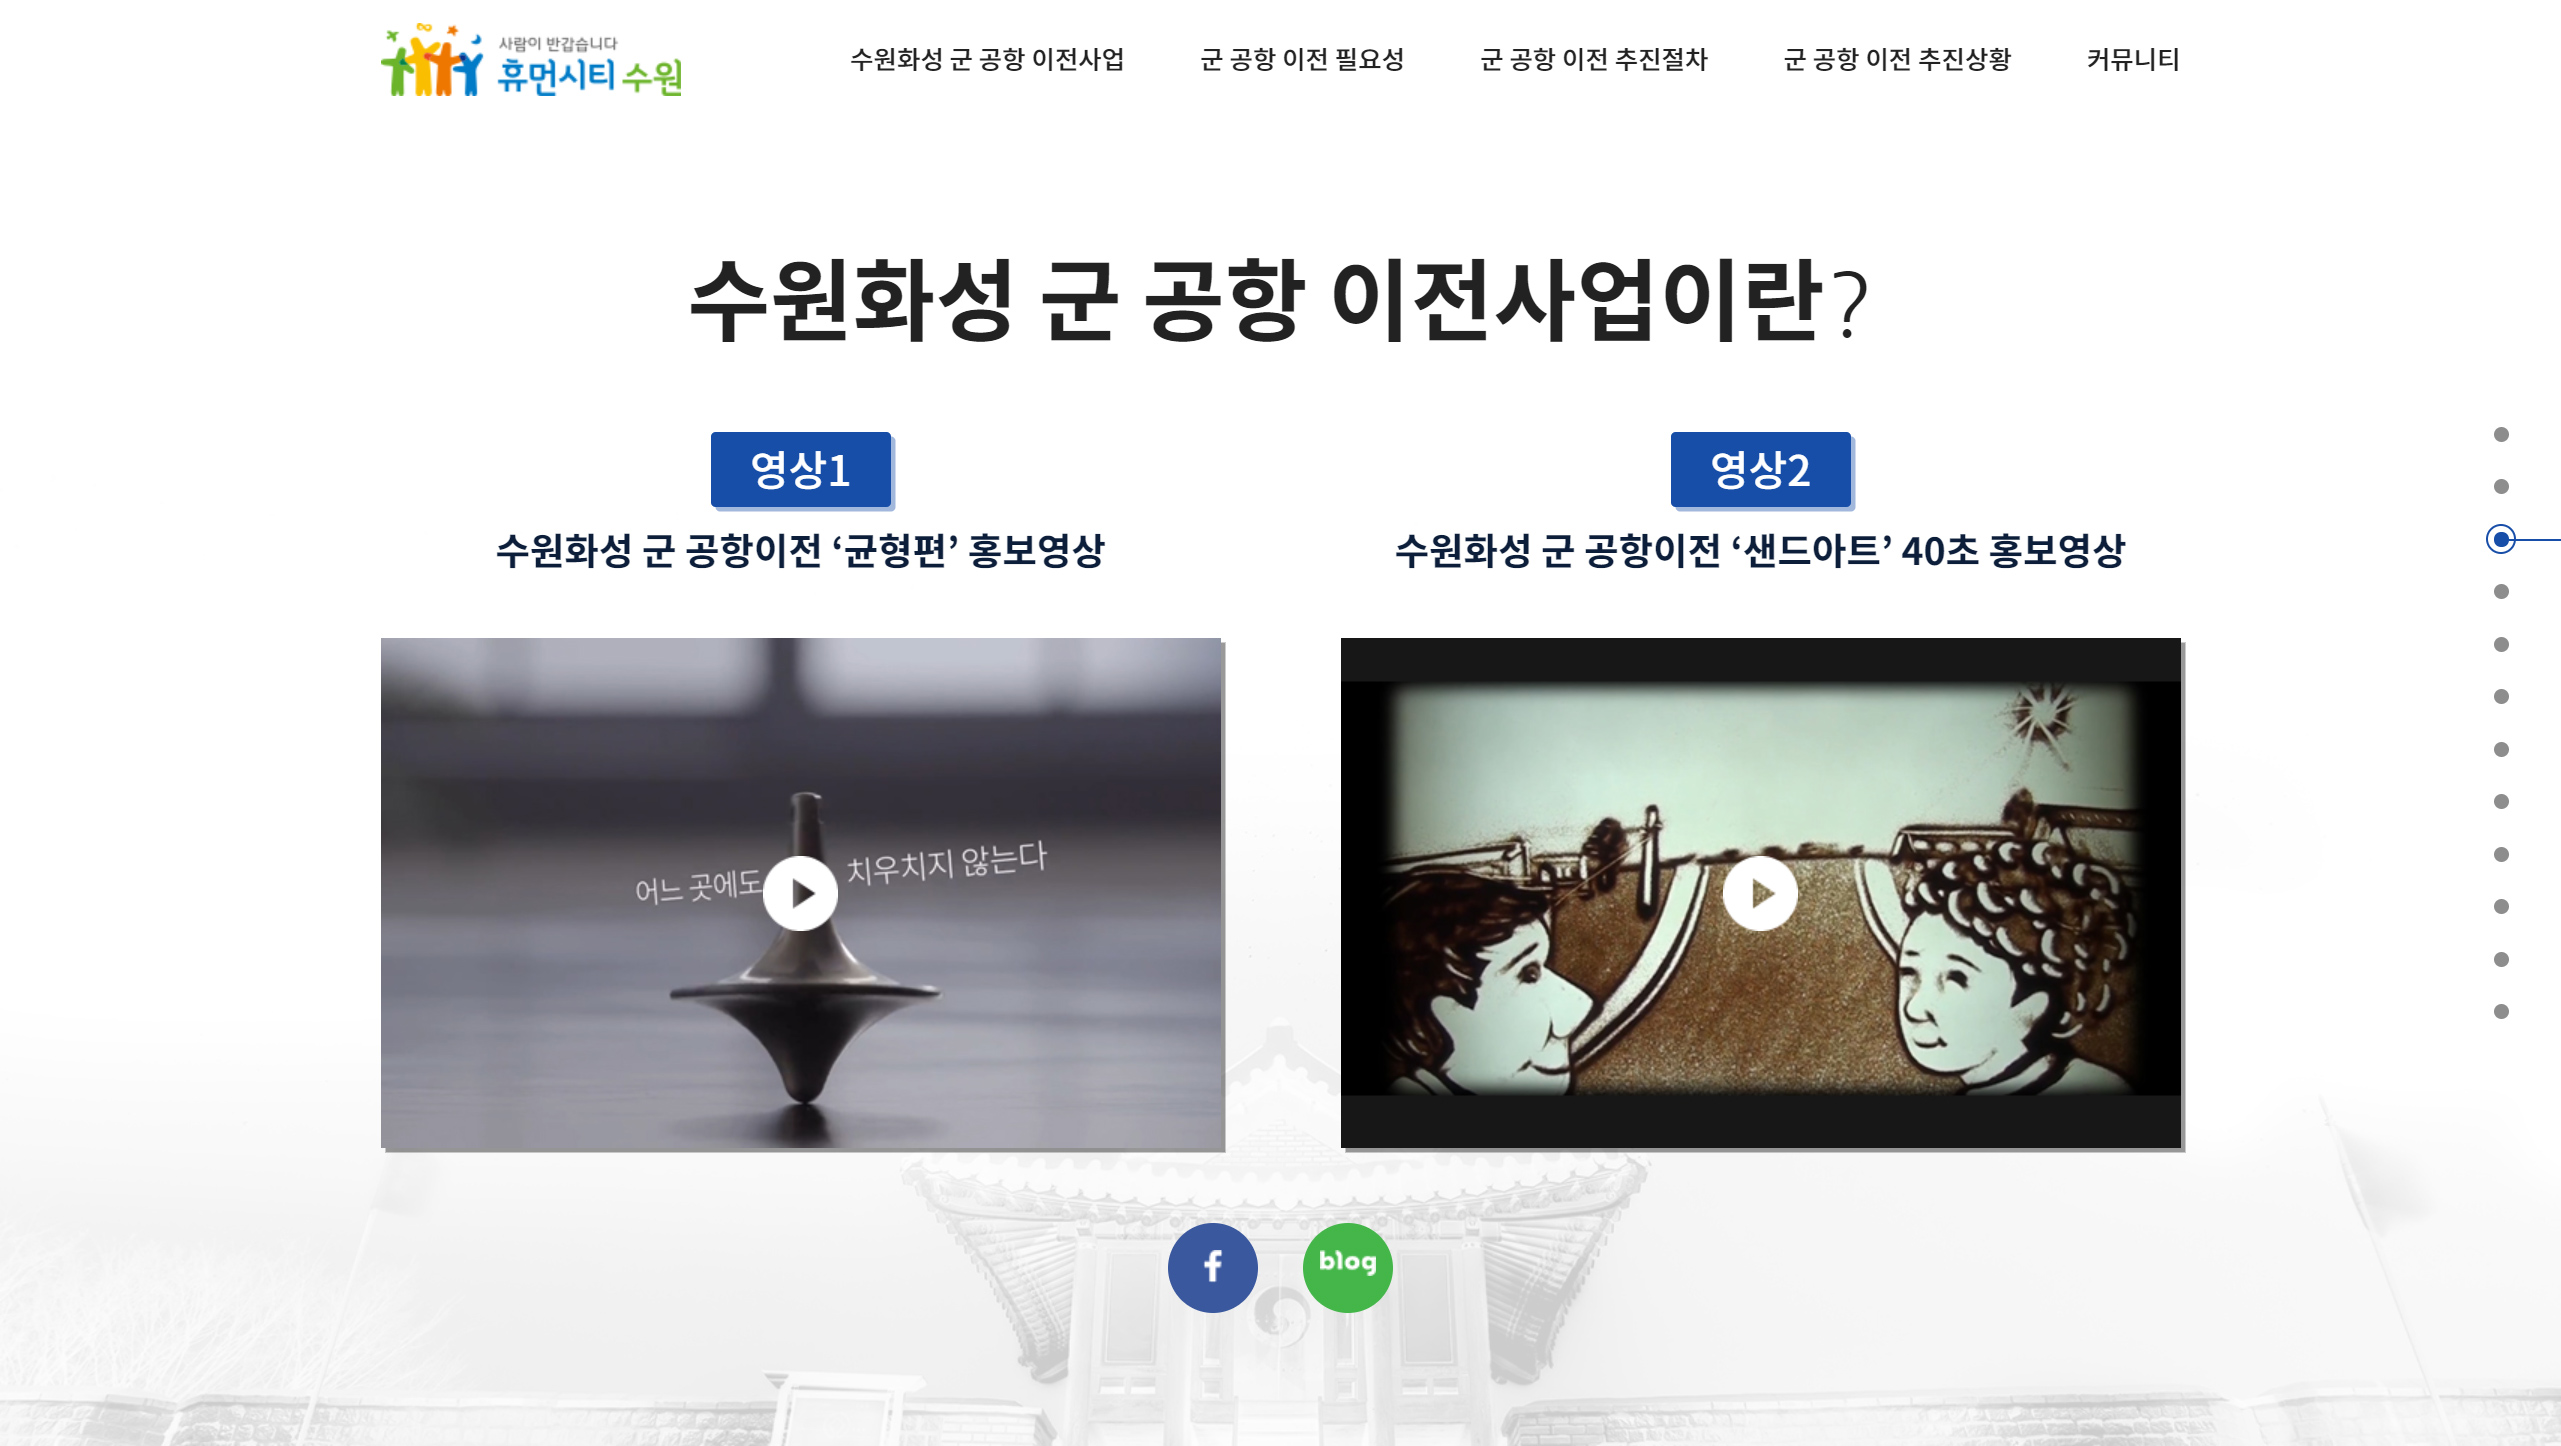 사람이 반갑습니다
휴먼시티 수원
수원화성 군 공항 이전사업
군 공항 이전 필요성
군 공항 이전 추진절차
군 공항 이전 추진상황
커뮤니티
수원화성 군 공항 이전사업이란?
영상1
수원화성 군 공항이전 ‘균형편’ 홍보영상
영상2
수원화성 군 공항이전 ‘샌드아트’ 40초 홍보영상
어느 곳에도 치우치지 않는다
f
blog